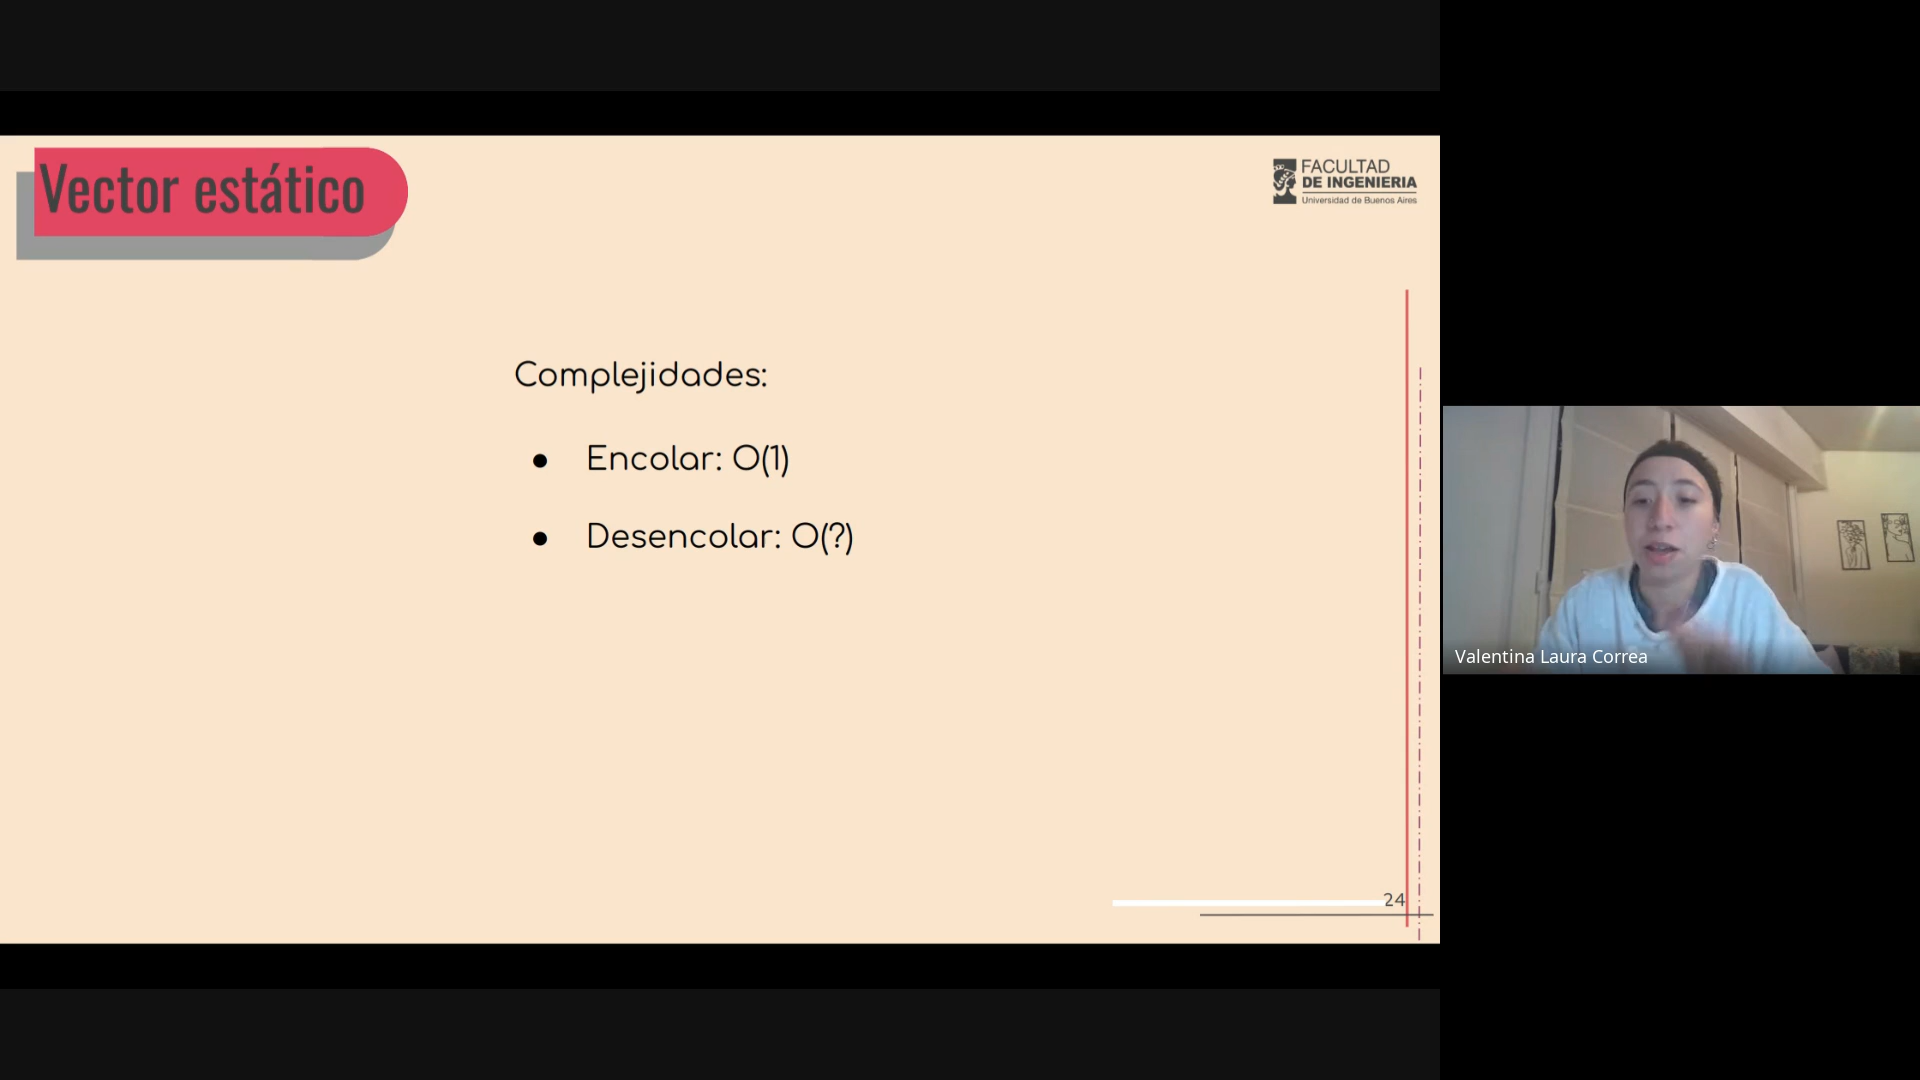 Vector estático
FACULTAD
DE INGENIERIA
Universidad de Buenos Aires
Complejidades:
● Encolar: O(1)
● Desencolar: O(?)
Valentina Laura Correa
24